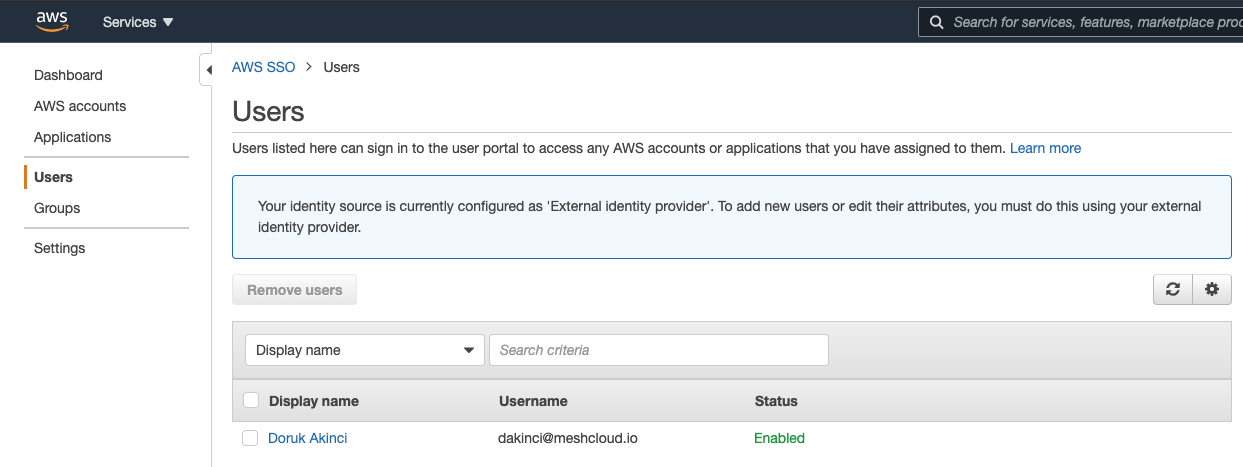 aws
Services
Search for services, features, marketplace
Dashboard
AWS accounts
Applications
Users
Groups
Settings
AWS SSO > Users
Users
Users listed here can sign in to the user portal to access any AWS accounts or applications that you have assigned to them. Learn more
Your identity source is currently configured as 'External identity provider'. To add new users or edit their attributes, you must do this using your external
identity provider.
Remove users
Display name
Search criteria
Display name Username Status
Doruk Akinci dakinci@meshcloud.io Enabled